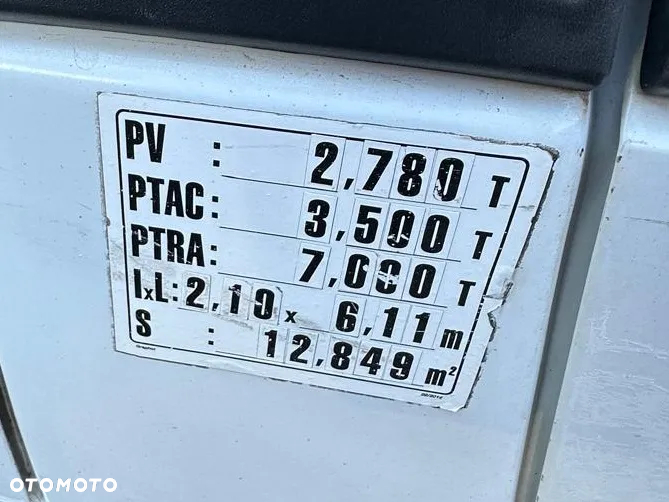 PV : 2,780 T
PTAC: 3,500 T
PTRA: 7,000 T
lxL: 2,10 x 6,11 m
S : 12,849 m²
OTOMOTO